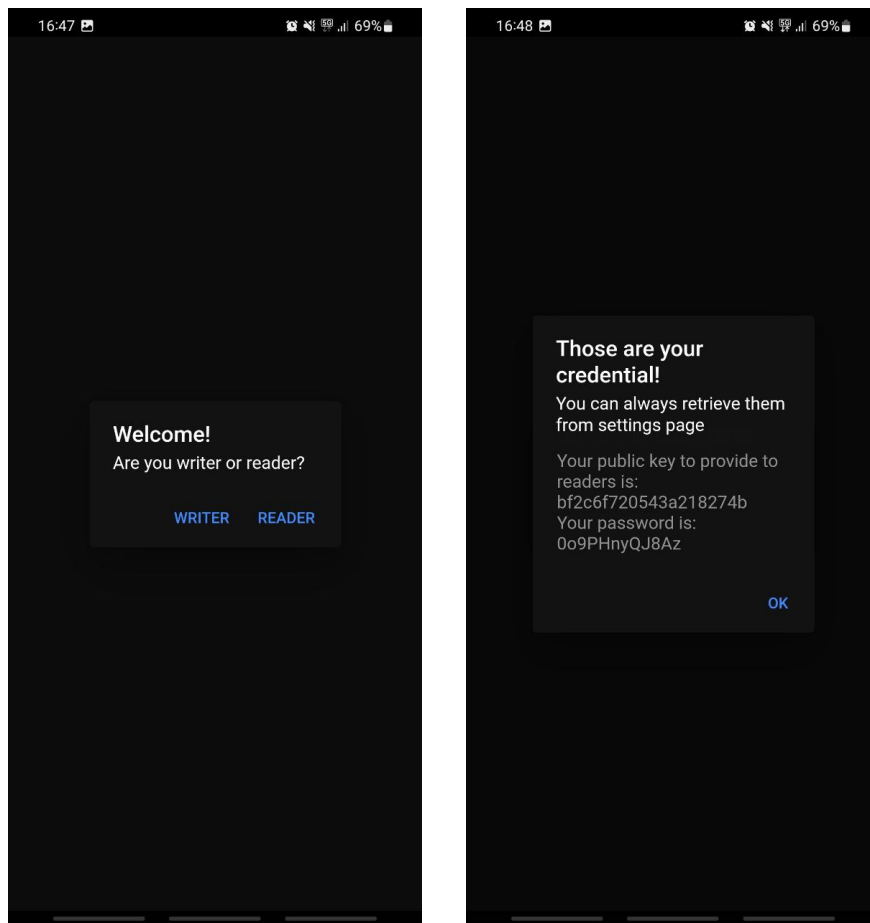 16:47
69%
Welcome!
Are you writer or reader?
WRITER READER
16:48
69%
Those are your
credential!
You can always retrieve them
from settings page
Your public key to provide to
readers is:
bf2c6f720543a218274b
Your password is:
0o9PHnyQJ8Az
OK